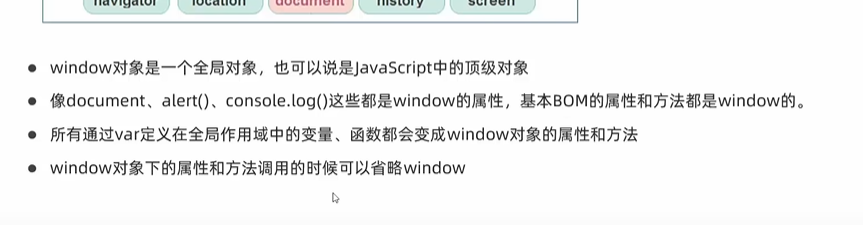 navigator location document history screen
window对象是一个全局对象，也可以说是JavaScript中的顶级对象
像document、alert()、console.log()这些都是window的属性，基本BOM的属性和方法都是window的。
所有通过var定义在全局作用域中的变量、函数都会变成window对象的属性和方法
window对象下的属性和方法调用的时候可以省略window